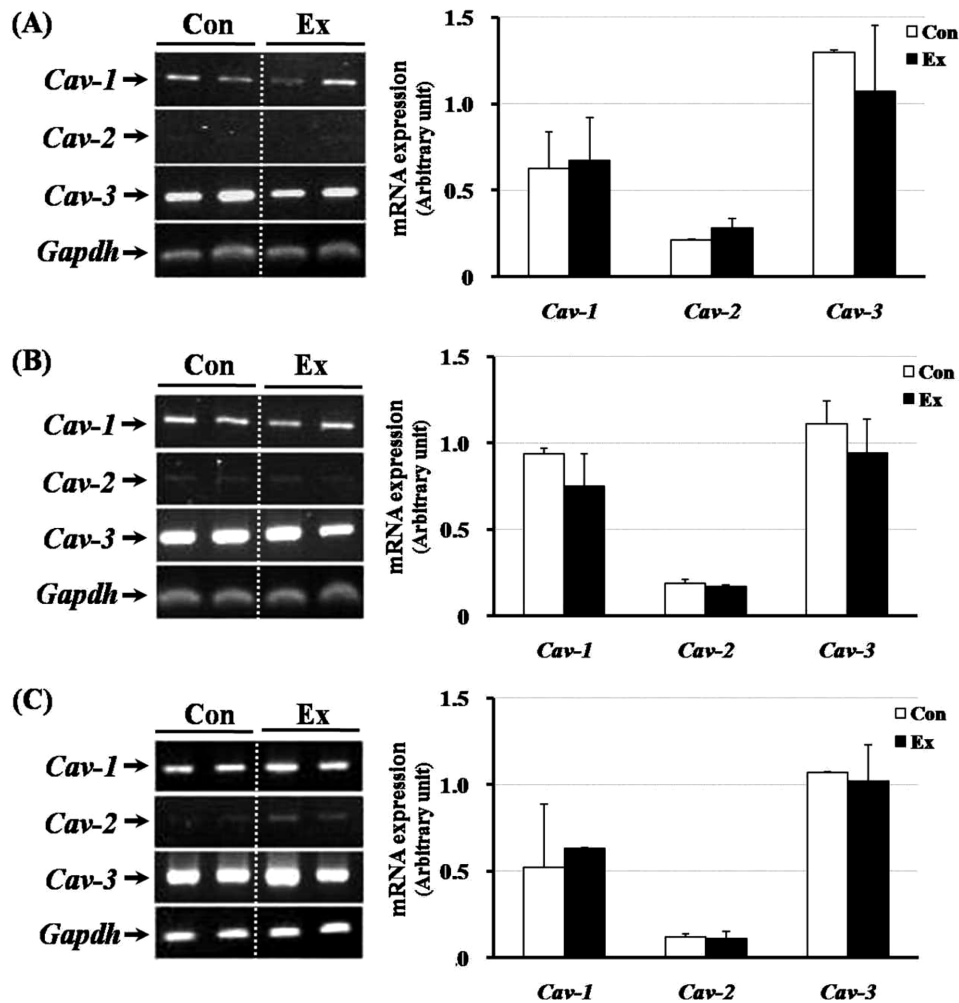 (A)
Con Ex
Cav-1
Cav-2
Cav-3
Gapdh
mRNA expression
(Arbitrary unit)
1.5
1.0
0.5
0
Con
Ex
Cav-1 Cav-2 Cav-3
(B)
Con Ex
Cav-1
Cav-2
Cav-3
Gapdh
mRNA expression
(Arbitrary unit)
1.5
1.0
0.5
0
Con
Ex
Cav-1 Cav-2 Cav-3
(C)
Con Ex
Cav-1
Cav-2
Cav-3
Gapdh
mRNA expression
(Arbitrary unit)
1.5
1.0
0.5
.0
Con
Ex
Cav-1 Cav-2 Cav-3